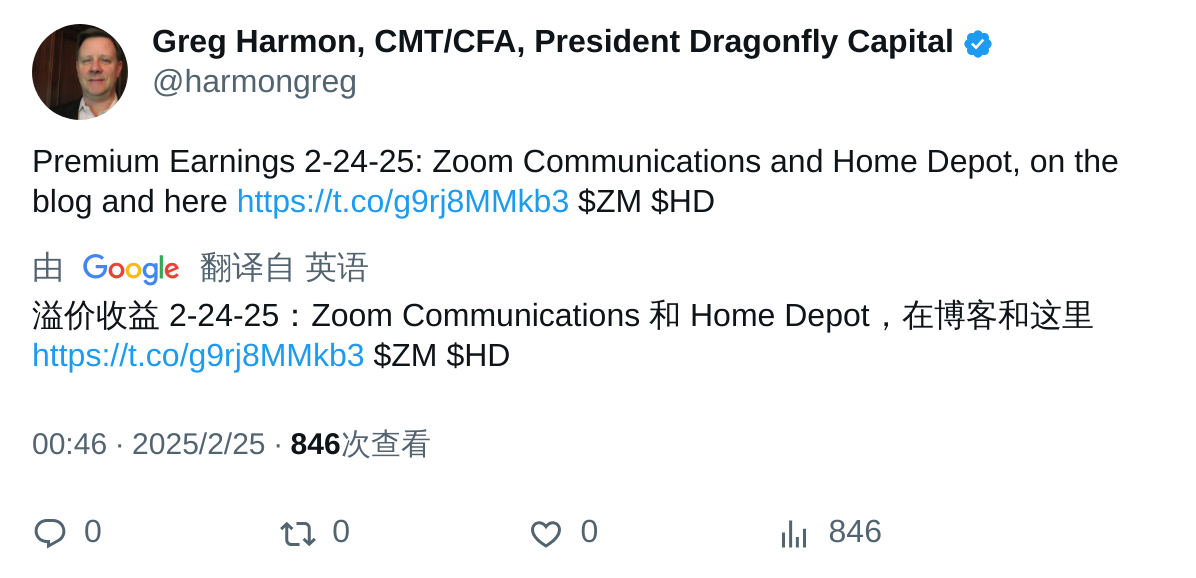 Greg Harmon, CMT/CFA, President Dragonfly Capital
@harmongreg
Premium Earnings 2-24-25: Zoom Communications and Home Depot, on the
blog and here https://t.co/g9rj8MMkb3 $ZM $HD
由 Google 翻译自 英语
溢价收益 2-24-25：Zoom Communications 和 Home Depot，在博客和这里
https://t.co/g9rj8MMkb3 $ZM $HD
00:46 · 2025/2/25 · 846次查看
0 0 0 846